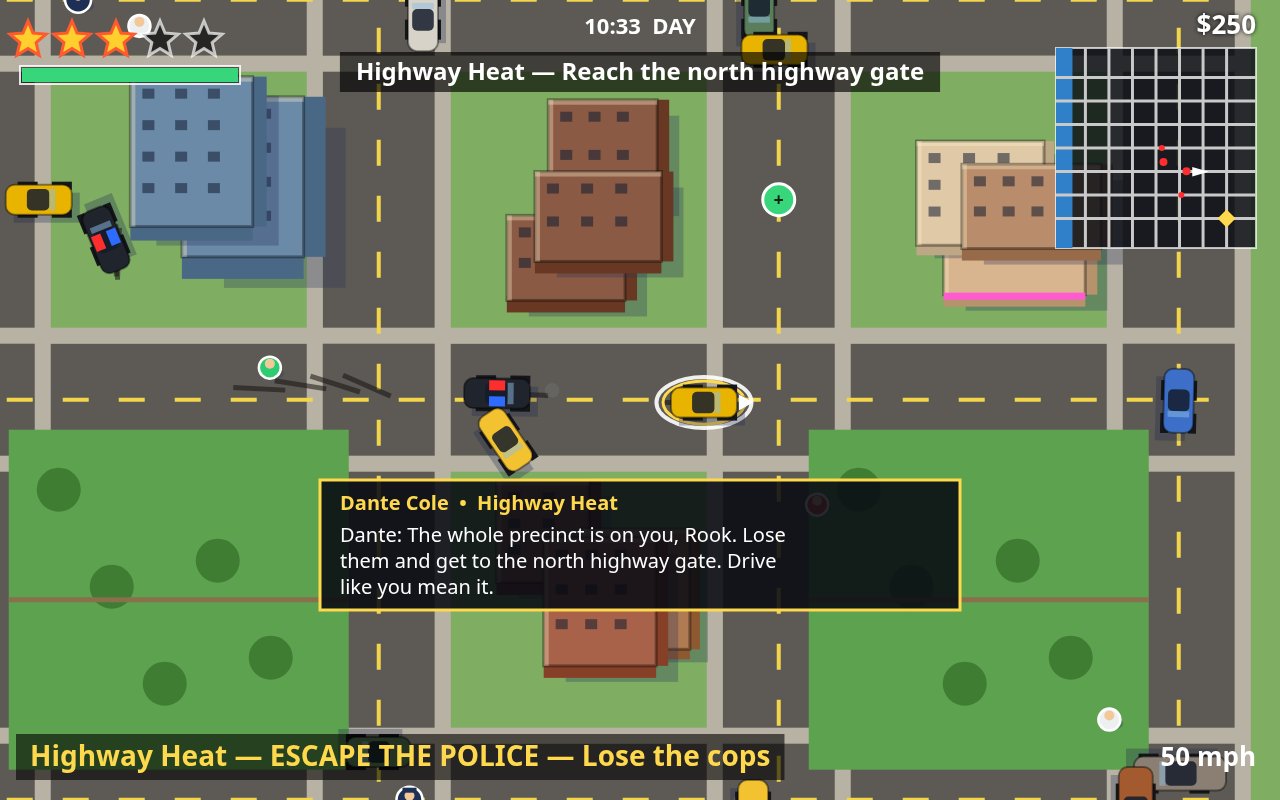 10:33 DAY
$250
Highway Heat — Reach the north highway gate
+
Dante Cole • Highway Heat
Dante: The whole precinct is on you, Rook. Lose
them and get to the north highway gate. Drive
like you mean it.
Highway Heat — ESCAPE THE POLICE — Lose the cops
50 mph